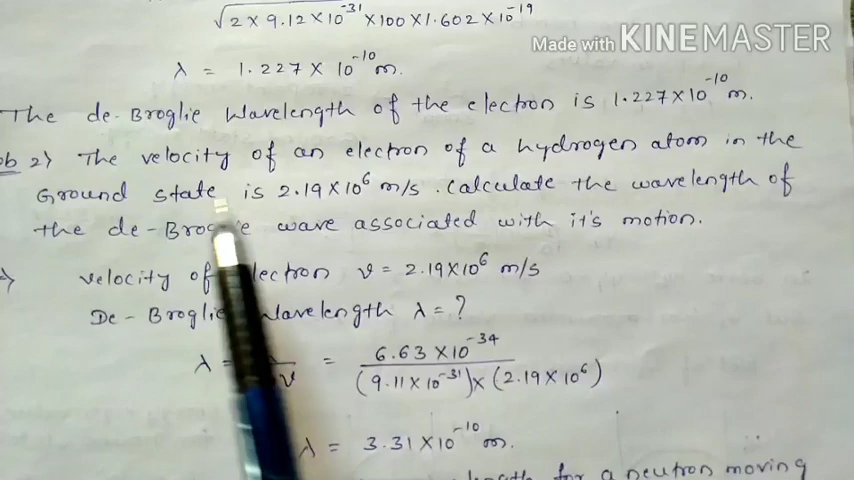 √2 × 9.12 × 10⁻³¹ × 100 × 1.602 × 10⁻¹⁹
Made with KINEMASTER
λ = 1.227 × 10⁻¹⁰ m.
The de-Broglie Wavelength of the electron is 1.227 × 10⁻¹⁰ m.
ob 2) The velocity of an electron of a hydrogen atom in the
Ground state is 2.19 × 10⁶ m/s. Calculate the wavelength of
the de-Broglie wave associated with it's motion.
velocity of electron v = 2.19 × 10⁶ m/s
De-Broglie Wavelength λ = ?
λ = = 6.63 × 10⁻³⁴ / (9.11 × 10⁻³¹) × (2.19 × 10⁶)
λ = 3.31 × 10⁻¹⁰ m.
for a neutron moving